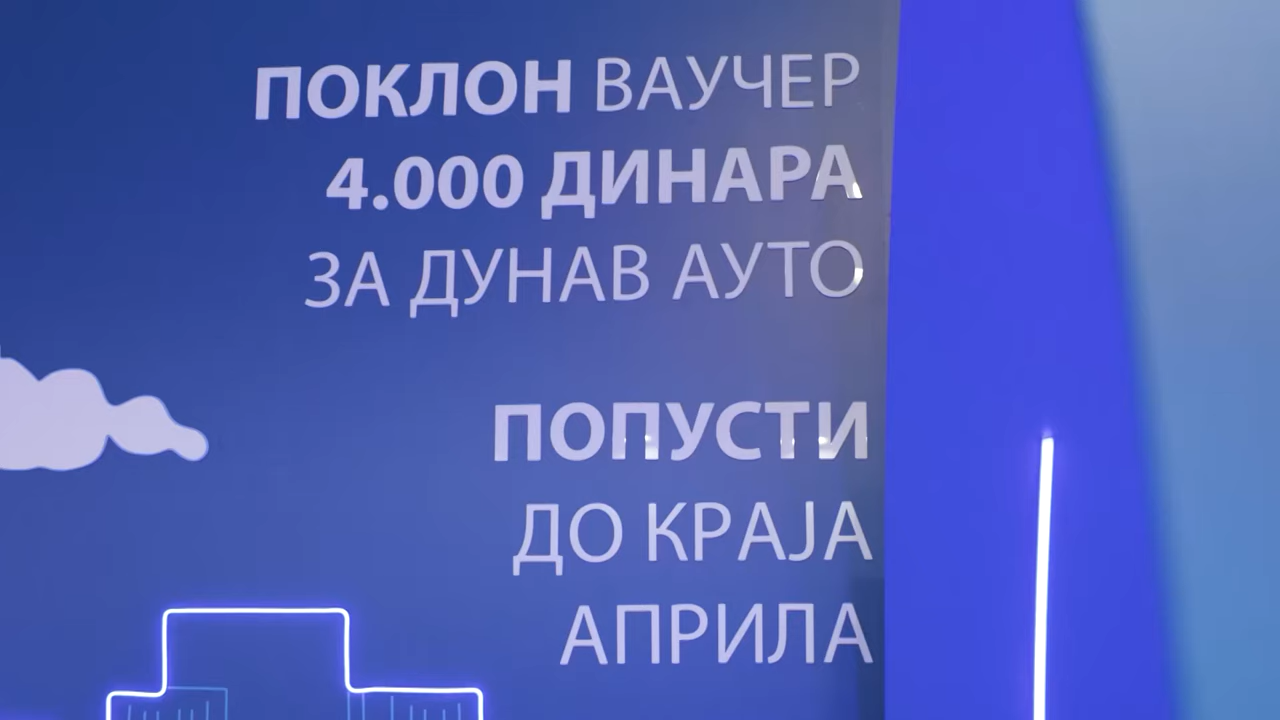 ПОКЛОН ВАУЧЕР
4.000 ДИНАРА
ЗА ДУНАВ АУТО
ПОПУСТИ
ДО КРАЈА
АПРИЛА